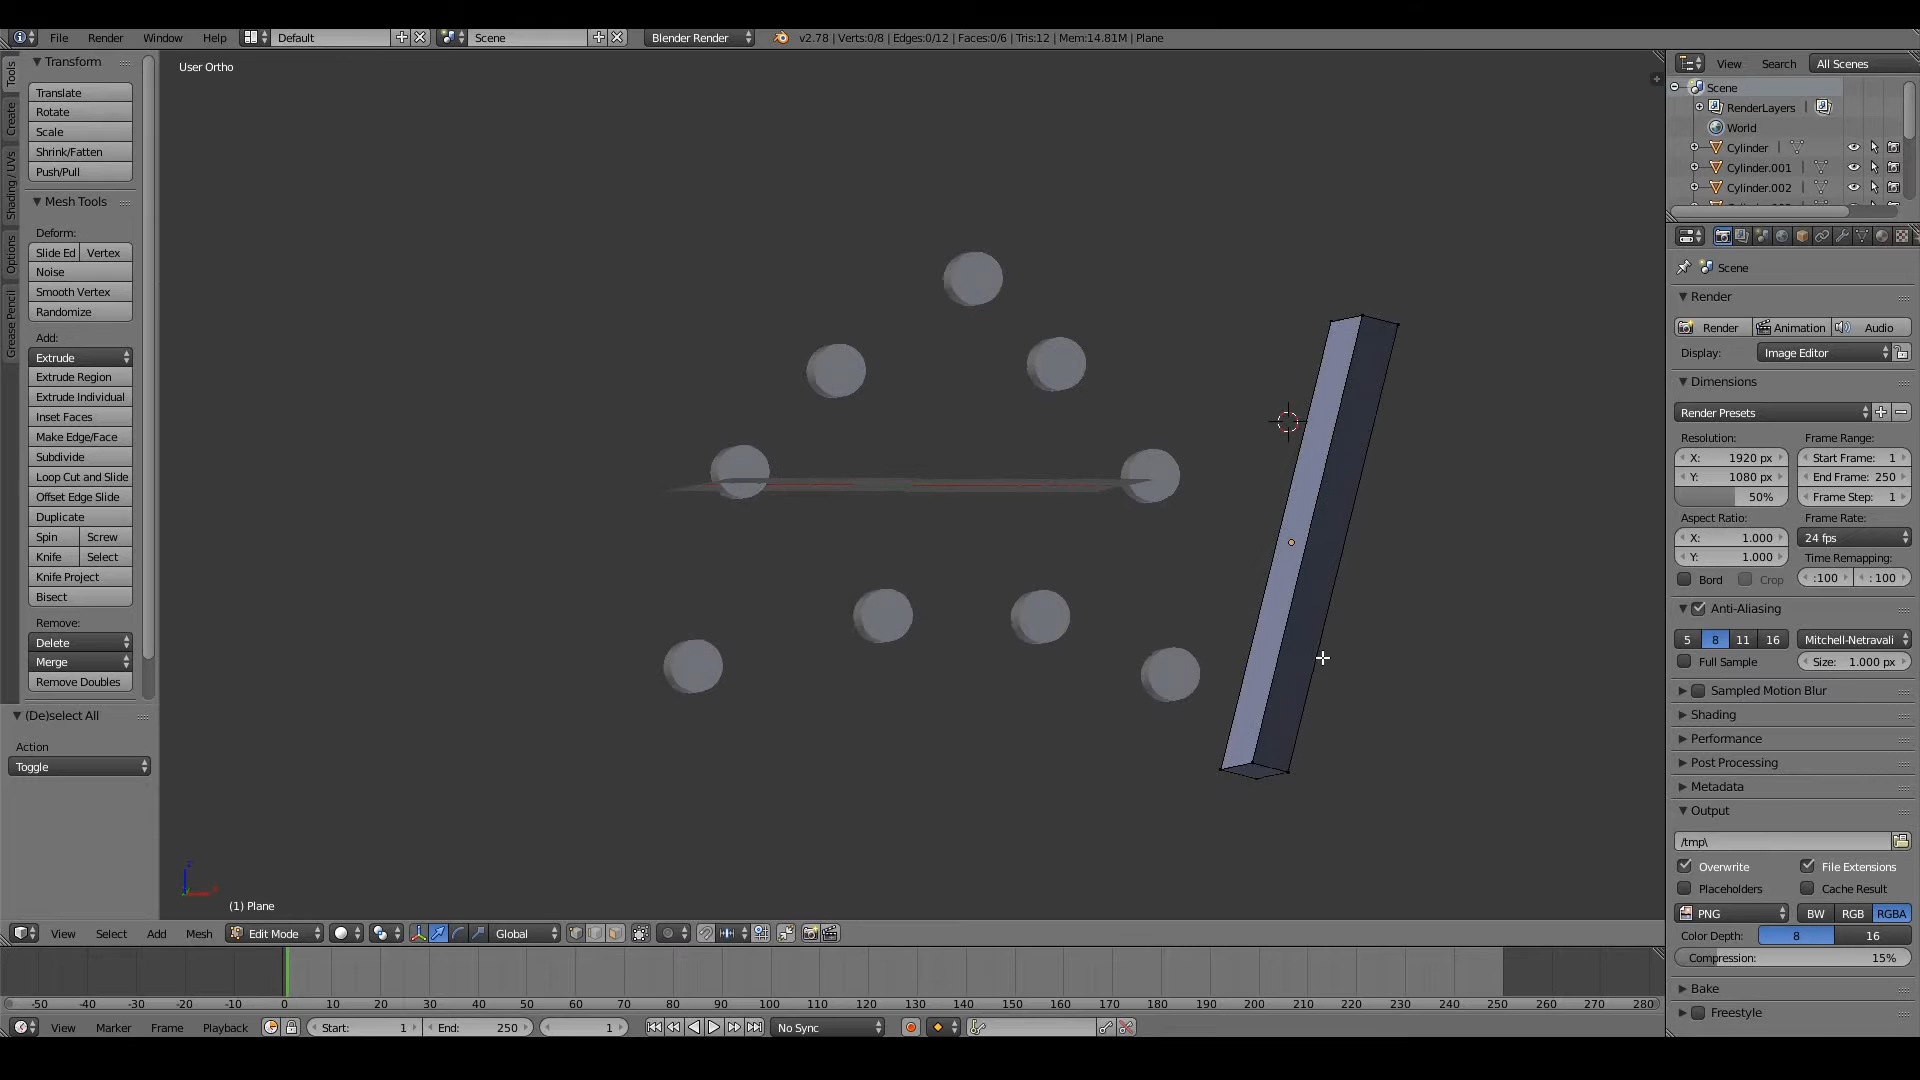 File Render Window Help Default Scene Blender Render v2.78 | Verts:0/8 | Edges:0/12 | Faces:0/6 | Tris:12 | Mem:14.81M | Plane
Tools
Create
Shading / UVs
Options
Grease Pencil
Transform
Translate
Rotate
Scale
Shrink/Fatten
Push/Pull
Mesh Tools
Deform:
Slide Ed Vertex
Noise
Smooth Vertex
Randomize
Add:
Extrude
Extrude Region
Extrude Individual
Inset Faces
Make Edge/Face
Subdivide
Loop Cut and Slide
Offset Edge Slide
Duplicate
Spin Screw
Knife Select
Knife Project
Bisect
Remove:
Delete
Merge
Remove Doubles
(De)select All
Action
Toggle
User Ortho
(1) Plane
View Select Add Mesh Edit Mode Global
-50 -40 -30 -20 -10 0 10 20 30 40 50 60 70 80 90 100 110 120 130 140 150 160 170 180 190 200 210 220 230 240 250 260 270 280
View Marker Frame Playback Start: 1 End: 250 1 No Sync
View Search All Scenes
Scene
RenderLayers |
World
Cylinder |
Cylinder.001 |
Cylinder.002 |
Scene
Render
Render Animation Audio
Display: Image Editor
Dimensions
Render Presets
Resolution: Frame Range:
X: 1920 px Start Frame: 1
Y: 1080 px End Frame: 250
50% Frame Step: 1
Aspect Ratio: Frame Rate:
X: 1.000 24 fps
Y: 1.000 Time Remapping:
Bord Crop :100 : 100
Anti-Aliasing
5 8 11 16 Mitchell-Netravali
Full Sample Size: 1.000 px
Sampled Motion Blur
Shading
Performance
Post Processing
Metadata
Output
/tmp\
Overwrite File Extensions
Placeholders Cache Result
PNG BW RGB RGBA
Color Depth: 8 16
Compression: 15%
Bake
Freestyle